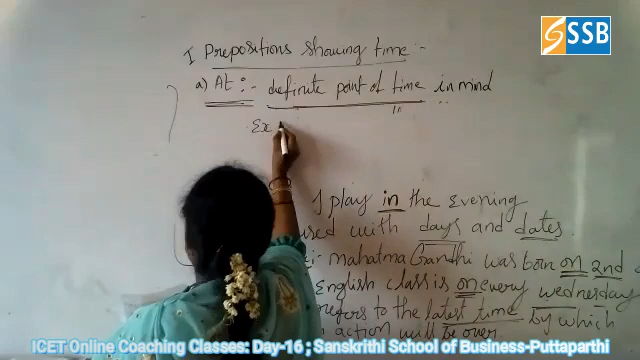 SSB
I Prepositions showing time :-
a) At :- definite point of time in mind
Ex
I play in the Evening
used with days and dates.
: mahatma Gandhi was born on 2nd
English class is on every wednesday
refers to the latest time by which
action will be over
ICET Online Coaching Classes: Day-16 ; Sanskrithi School of Business-Puttaparthi